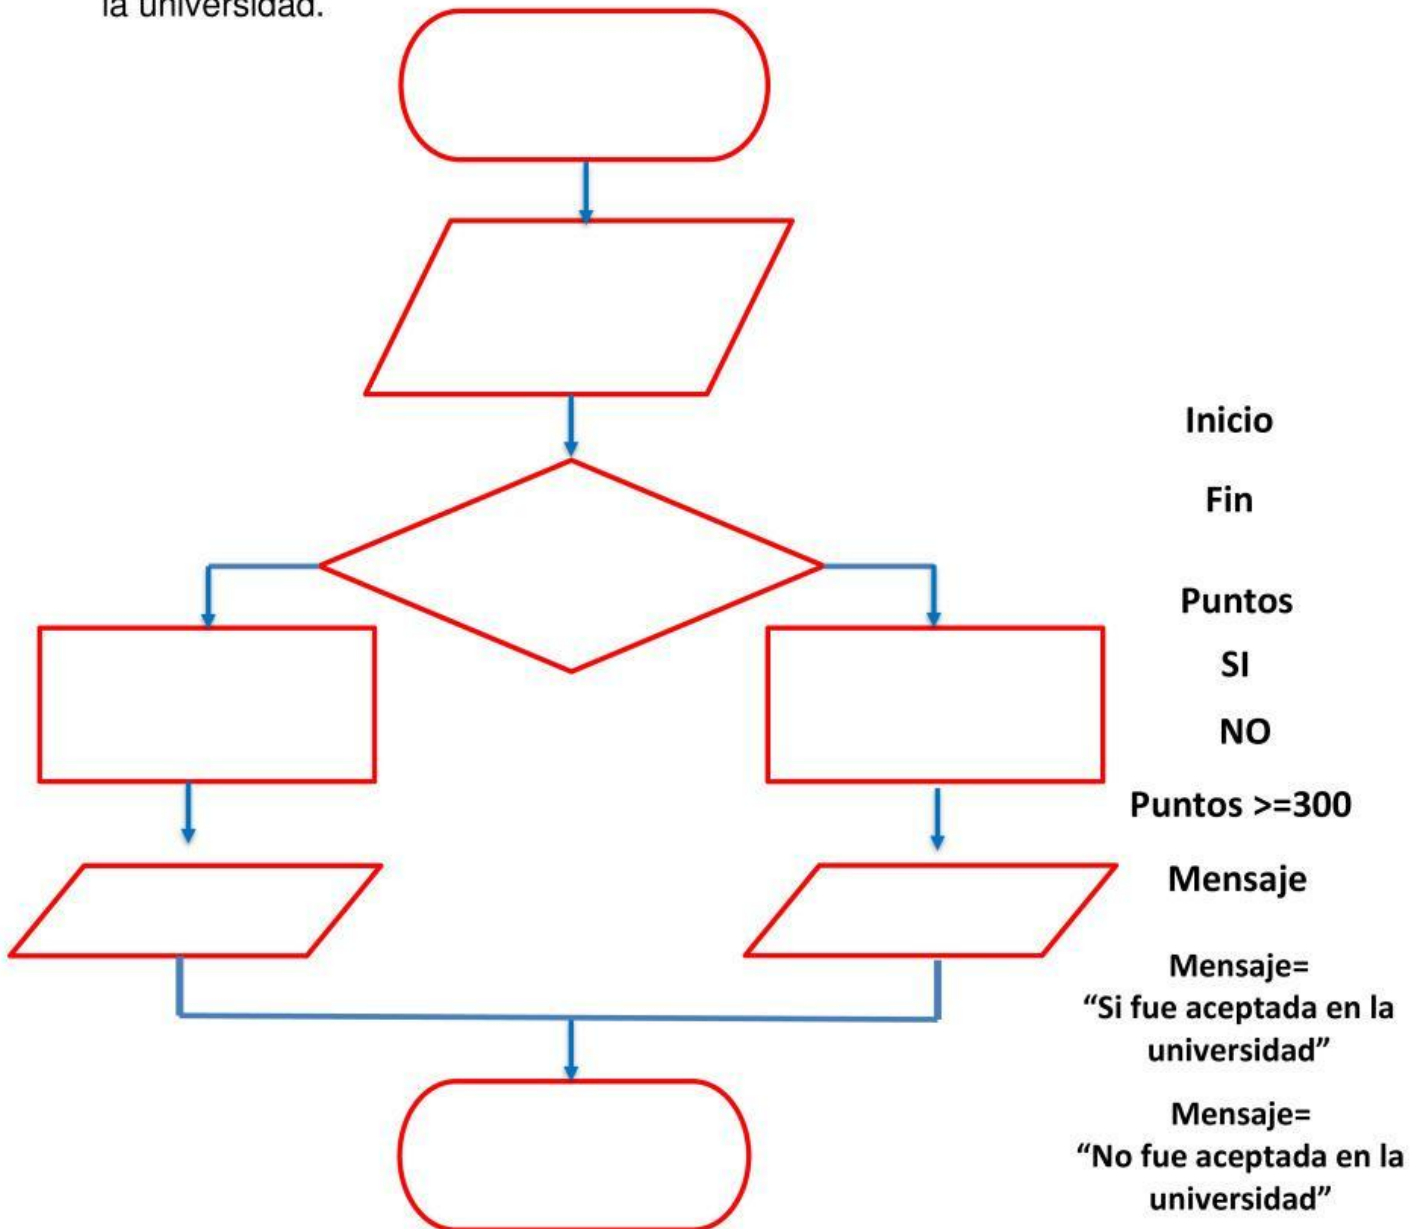 la universidad.
Inicio
Fin
Puntos
SI
NO
Puntos >=300
Mensaje
Mensaje=
“Si fue aceptada en la
universidad”
Mensaje=
“No fue aceptada en la
universidad”